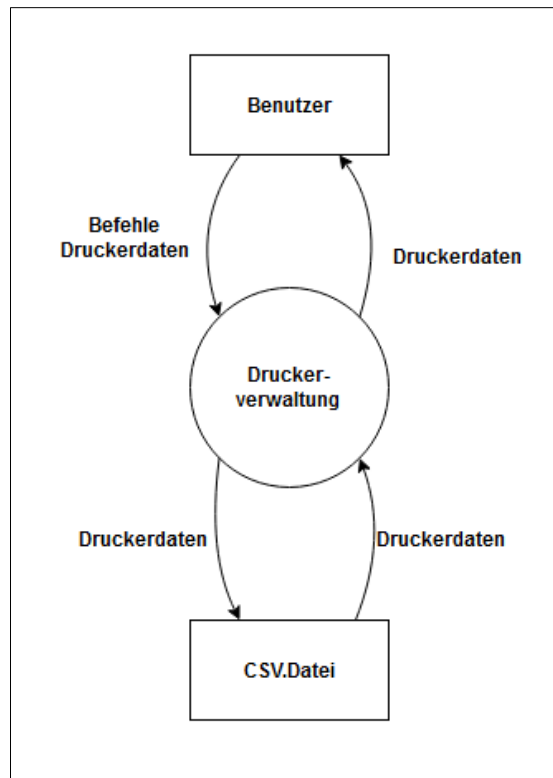 Benutzer
Befehle
Druckerdaten
Druckerdaten
Drucker-
verwaltung
Druckerdaten
Druckerdaten
CSV.Datei